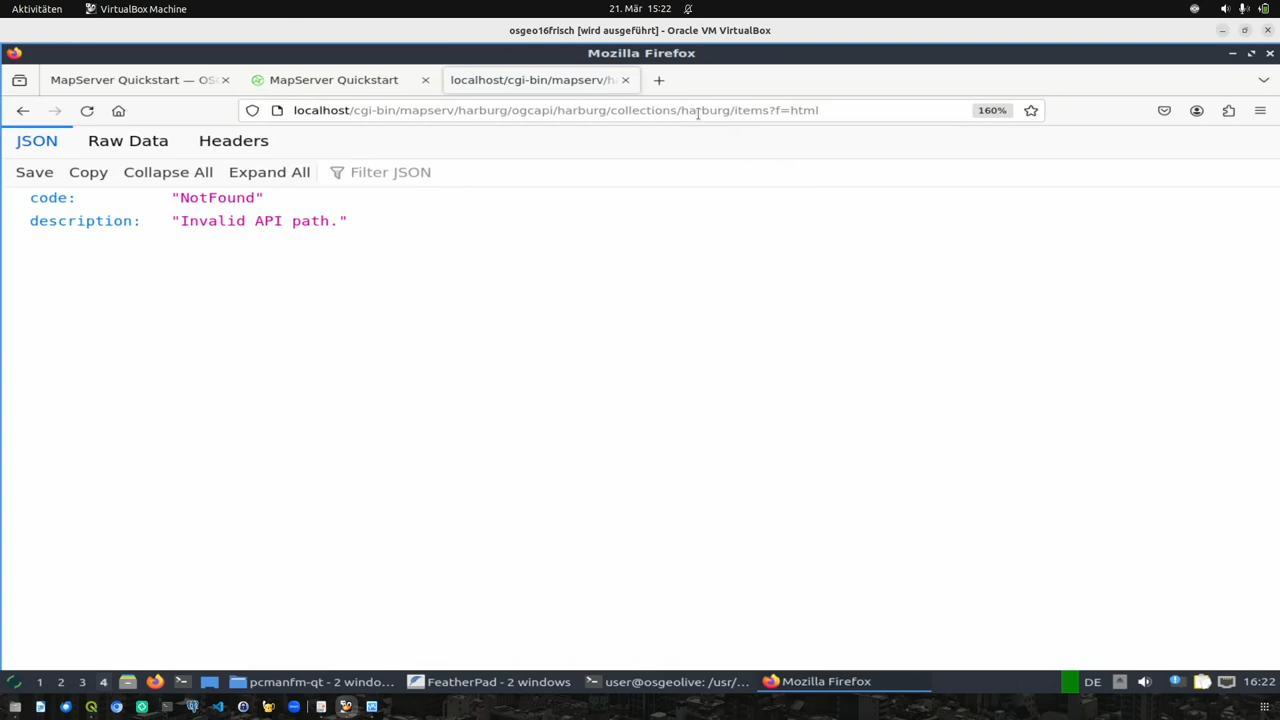 Aktivitäten
VirtualBox Machine
21. Mär 15:22
osgeo16frisch [wird ausgeführt] - Oracle VM VirtualBox
Mozilla Firefox
MapServer Quickstart — OS
MapServer Quickstart
localhost/cgi-bin/mapserv/h
localhost/cgi-bin/mapserv/harburg/ogcapi/harburg/collections/harburg/items?f=html
160%
JSON
Raw Data
Headers
Save
Copy
Collapse All
Expand All
Filter JSON
code: "NotFound"
description: "Invalid API path."
1 2 3 4
pcmanfm-qt - 2 windo...
FeatherPad - 2 windows
user@osgeolive: /usr/...
Mozilla Firefox
DE
16:22